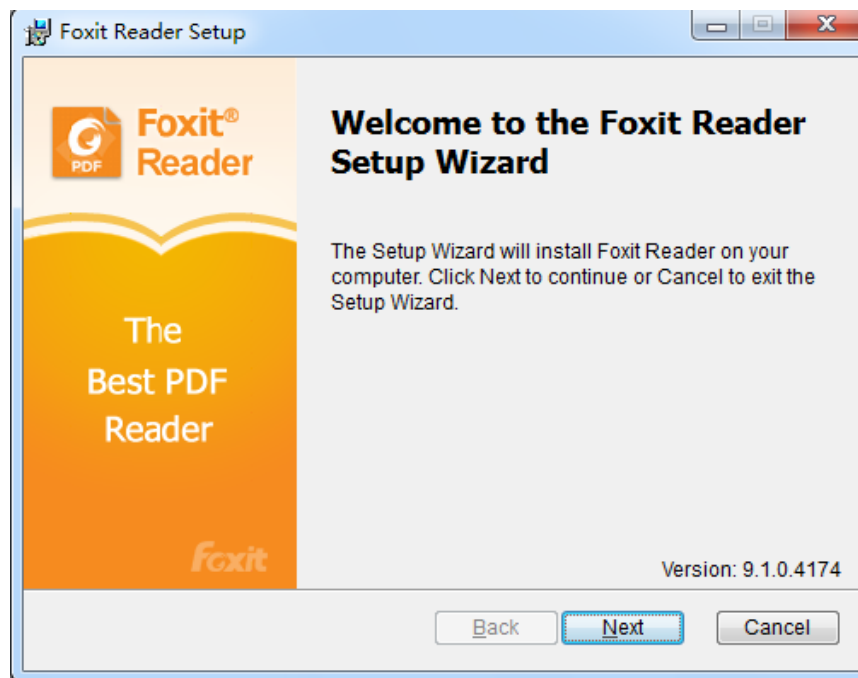 Foxit Reader Setup
Foxit®
Reader
PDF
Welcome to the Foxit Reader
Setup Wizard
The Setup Wizard will install Foxit Reader on your
computer. Click Next to continue or Cancel to exit the
Setup Wizard.
The
Best PDF
Reader
Foxit
Version: 9.1.0.4174
Back
Next
Cancel